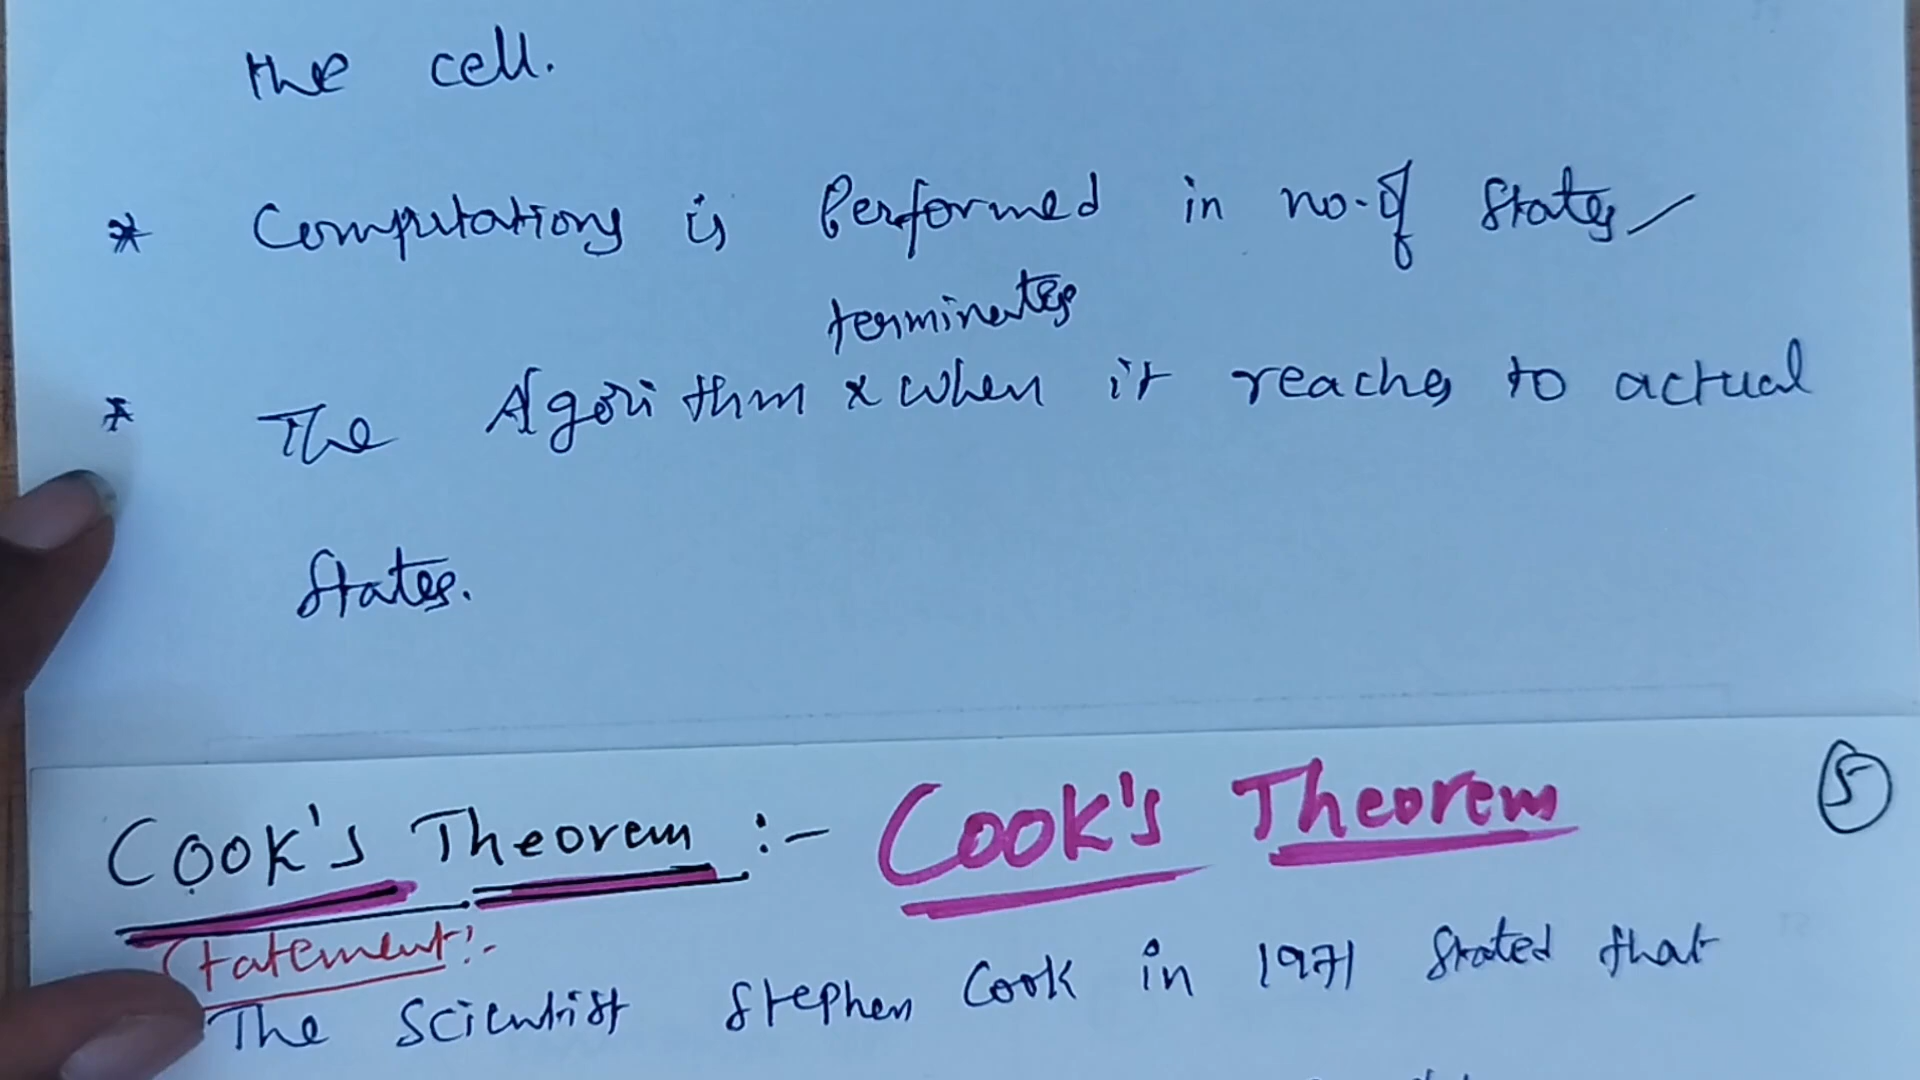 the cell.
* Computations is Performed in no.of States
terminates
* The Algorithm x when it reaches to actual
States.
5
Cook's Theorem :- Cook's Theorem
Statement:-
The Scientist Stephen Cook in 1971 Stated that